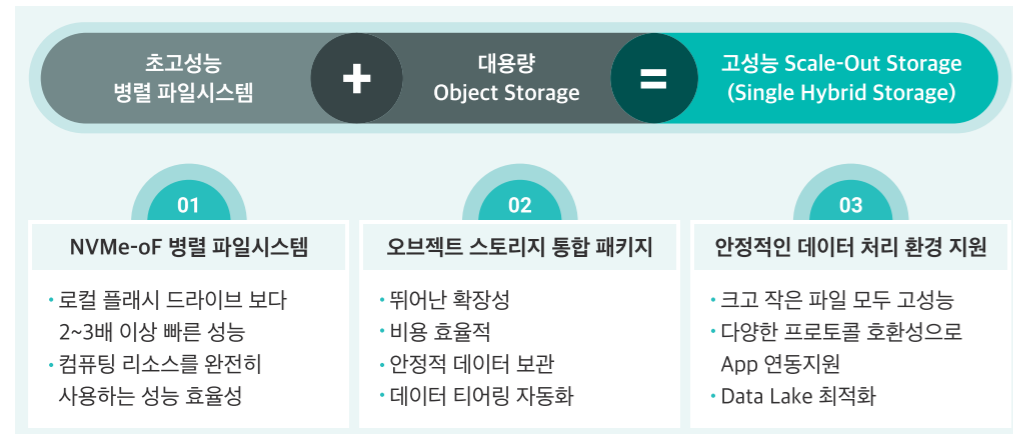 초고성능
병렬 파일시스템
+
대용량
Object Storage
=
고성능 Scale-Out Storage
(Single Hybrid Storage)
01
NVMe-oF 병렬 파일시스템
• 로컬 플래시 드라이브 보다
2~3배 이상 빠른 성능
• 컴퓨팅 리소스를 완전히
사용하는 성능 효율성
02
오브젝트 스토리지 통합 패키지
• 뛰어난 확장성
• 비용 효율적
• 안정적 데이터 보관
• 데이터 티어링 자동화
03
안정적인 데이터 처리 환경 지원
• 크고 작은 파일 모두 고성능
• 다양한 프로토콜 호환성으로
App 연동지원
• Data Lake 최적화